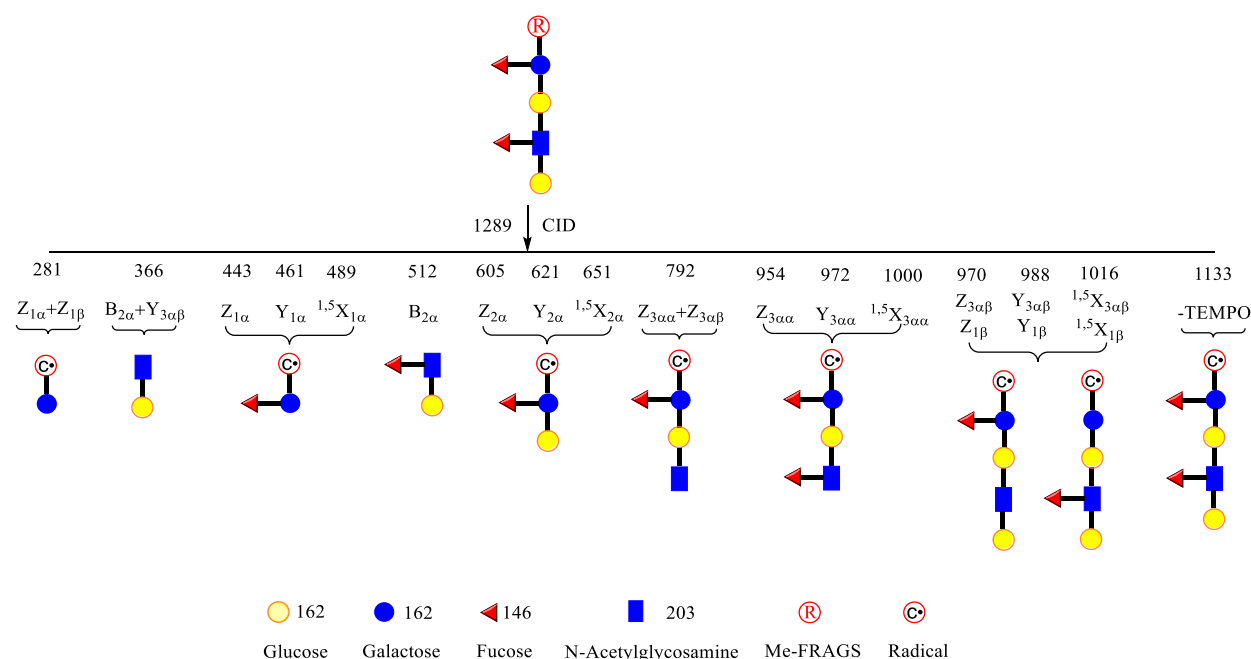 R
1289 CID
281 366 443 461 489 512 605 621 651 792 954 972 1000 970 988 1016 1133
Z1α+Z1β B2α+Y3αβ Z1α Y1α 1,5X1α B2α Z2α Y2α 1,5X2α Z3αα+Z3αβ Z3αα Y3αα 1,5X3αα Z3αβ Y3αβ 1,5X3αβ -TEMPO
Z1β Y1β 1,5X1β
C• C• C• C• C• C• C• C•
162 162 146 203 R C•
Glucose Galactose Fucose N-Acetylglycosamine Me-FRAGS Radical